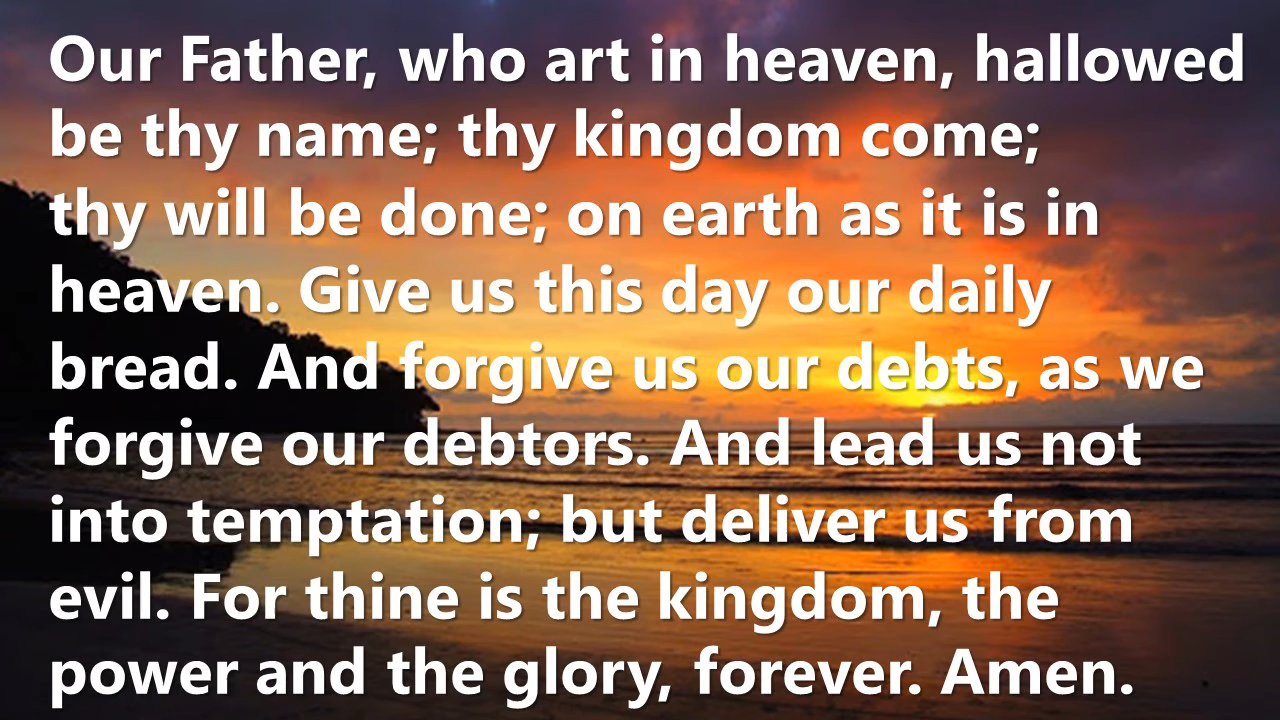 Our Father, who art in heaven, hallowed
be thy name; thy kingdom come;
thy will be done; on earth as it is in
heaven. Give us this day our daily
bread. And forgive us our debts, as we
forgive our debtors. And lead us not
into temptation; but deliver us from
evil. For thine is the kingdom, the
power and the glory, forever. Amen.